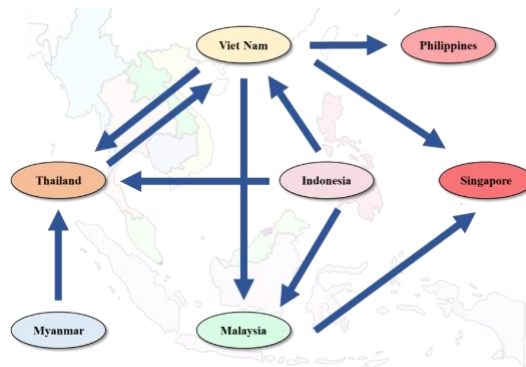 Viet Nam
Philippines
Thailand
Indonesia
Singapore
Myanmar
Malaysia